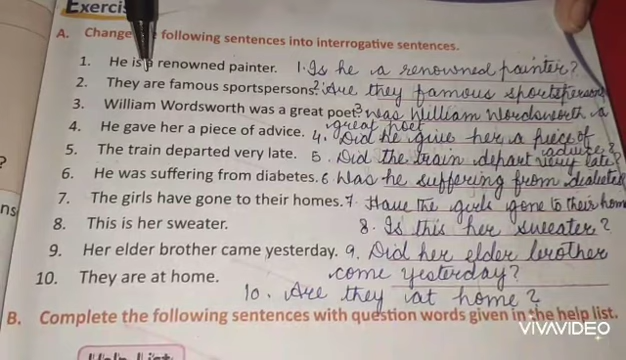 Exercis
A. Change following sentences into interrogative sentences.
1. He is a renowned painter. 1. Is he a renowned painter?
2. They are famous sportspersons. 2. Are they famous sportspersons
3. William Wordsworth was a great poet. 3. Was William Wordsworth a
great poet
4. He gave her a piece of advice. 4. Did he give her a piece of
advice?
5. The train departed very late. 5. Did the train depart very late?
6. He was suffering from diabetes. 6 Was he suffering from diabetes
7. The girls have gone to their homes. 7. Have the girls gone to their hom
8. This is her sweater. 8. Is this her sweater?
9. Her elder brother came yesterday. 9. Did her elder brother
come yesterday?
10. They are at home.
10. Are they at home?
B. Complete the following sentences with question words given in the help list.
Help List
?
ns
VIVAVIDEO